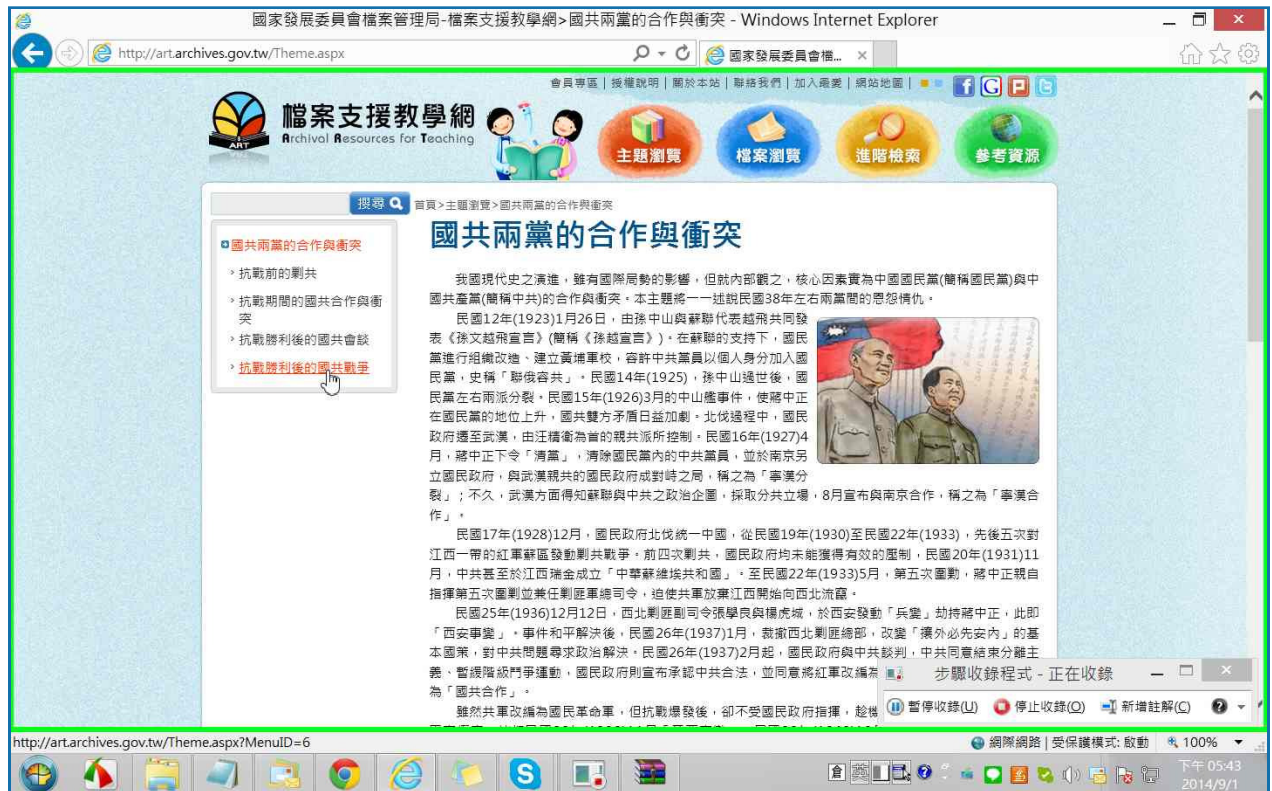 國家發展委員會檔案管理局-檔案支援教學網>國共兩黨的合作與衝突 - Windows Internet Explorer
http://art.archives.gov.tw/Theme.aspx
國家發展委員會檔...
會員專區 | 授權說明 | 關於本站 | 聯絡我們 | 加入最愛 | 網站地圖 |
檔案支援教學網
Archival Resources for Teaching
ART
主題瀏覽
檔案瀏覽
進階檢索
參考資源
搜尋
首頁>主題瀏覽>國共兩黨的合作與衝突
國共兩黨的合作與衝突
抗戰前的剿共
抗戰期間的國共合作與衝
突
抗戰勝利後的國共會談
抗戰勝利後的國共戰爭
國共兩黨的合作與衝突
我國現代史之演進，雖有國際局勢的影響，但就內部觀之，核心因素實為中國國民黨(簡稱國民黨)與中
國共產黨(簡稱中共)的合作與衝突。本主題將一一述說民國38年左右兩黨間的恩怨情仇。
民國12年(1923)1月26日，由孫中山與蘇聯代表越飛共同發
表《孫文越飛宣言》(簡稱《孫越宣言》)。在蘇聯的支持下，國民
黨進行組織改造、建立黃埔軍校，容許中共黨員以個人身分加入國
民黨，史稱「聯俄容共」。民國14年(1925)，孫中山過世後，國
民黨左右兩派分裂。民國15年(1926)3月的中山艦事件，使蔣中正
在國民黨的地位上升，國共雙方矛盾日益加劇。北伐過程中，國民
政府遷至武漢，由汪精衛為首的親共派所控制。民國16年(1927)4
月，蔣中正下令「清黨」，清除國民黨內的中共黨員，並於南京另
立國民政府，與武漢親共的國民政府成對峙之局，稱之為「寧漢分
裂」；不久，武漢方面得知蘇聯與中共之政治企圖，採取分共立場，8月宣布與南京合作，稱之為「寧漢合
作」。
民國17年(1928)12月，國民政府北伐統一中國，從民國19年(1930)至民國22年(1933)，先後五次對
江西一帶的紅軍蘇區發動剿共戰爭。前四次剿共，國民政府均未能獲得有效的壓制，民國20年(1931)11
月，中共甚至於江西瑞金成立「中華蘇維埃共和國」。至民國22年(1933)5月，第五次圍剿，蔣中正親自
指揮第五次圍剿並兼任剿匪軍總司令，迫使共軍放棄江西開始向西北流竄。
民國25年(1936)12月12日，西北剿匪副司令張學良與楊虎城，於西安發動「兵變」劫持蔣中正，此即
「西安事變」。事件和平解決後，民國26年(1937)1月，裁撤西北剿匪總部，改變「攘外必先安內」的基
本國策，對中共問題尋求政治解決。民國26年(1937)2月起，國民政府與中共談判，中共同意結束分離主
義、暫緩階級鬥爭運動，國民政府則宣布承認中共合法，並同意將紅軍改編為
為「國共合作」。
雖然共軍改編為國民革命軍，但抗戰爆發後，卻不受國民政府指揮，趁機
步驟收錄程式 - 正在收錄
暫停收錄(U)
停止收錄(O)
新增註解(C)
http://art.archives.gov.tw/Theme.aspx?MenuID=6
網際網路 | 受保護模式: 啟動
100%
倉
英
下午 05:43
2014/9/1